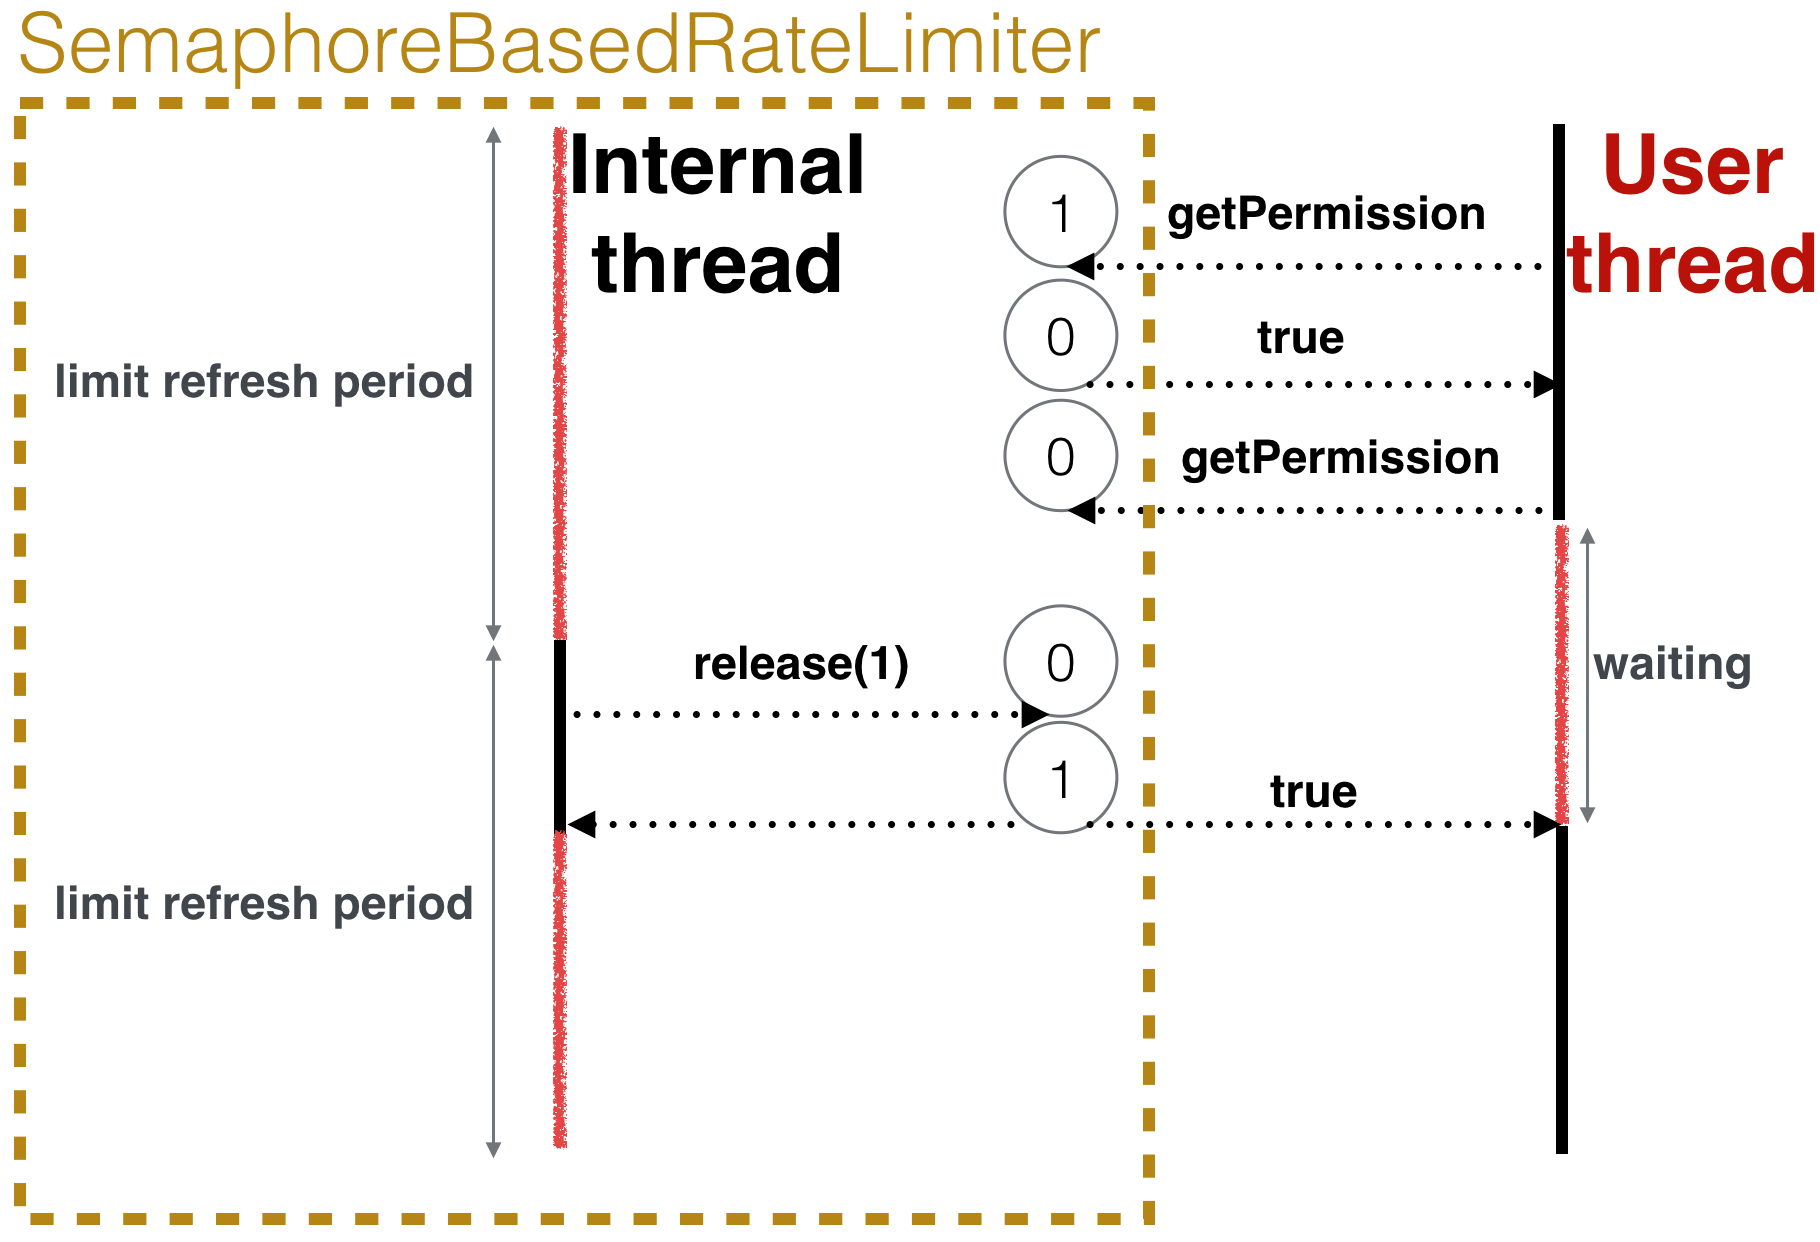 SemaphoreBasedRateLimiter
Internal
thread
User
thread
1
getPermission
0
true
limit refresh period
0
getPermission
release(1)
0
waiting
1
true
limit refresh period